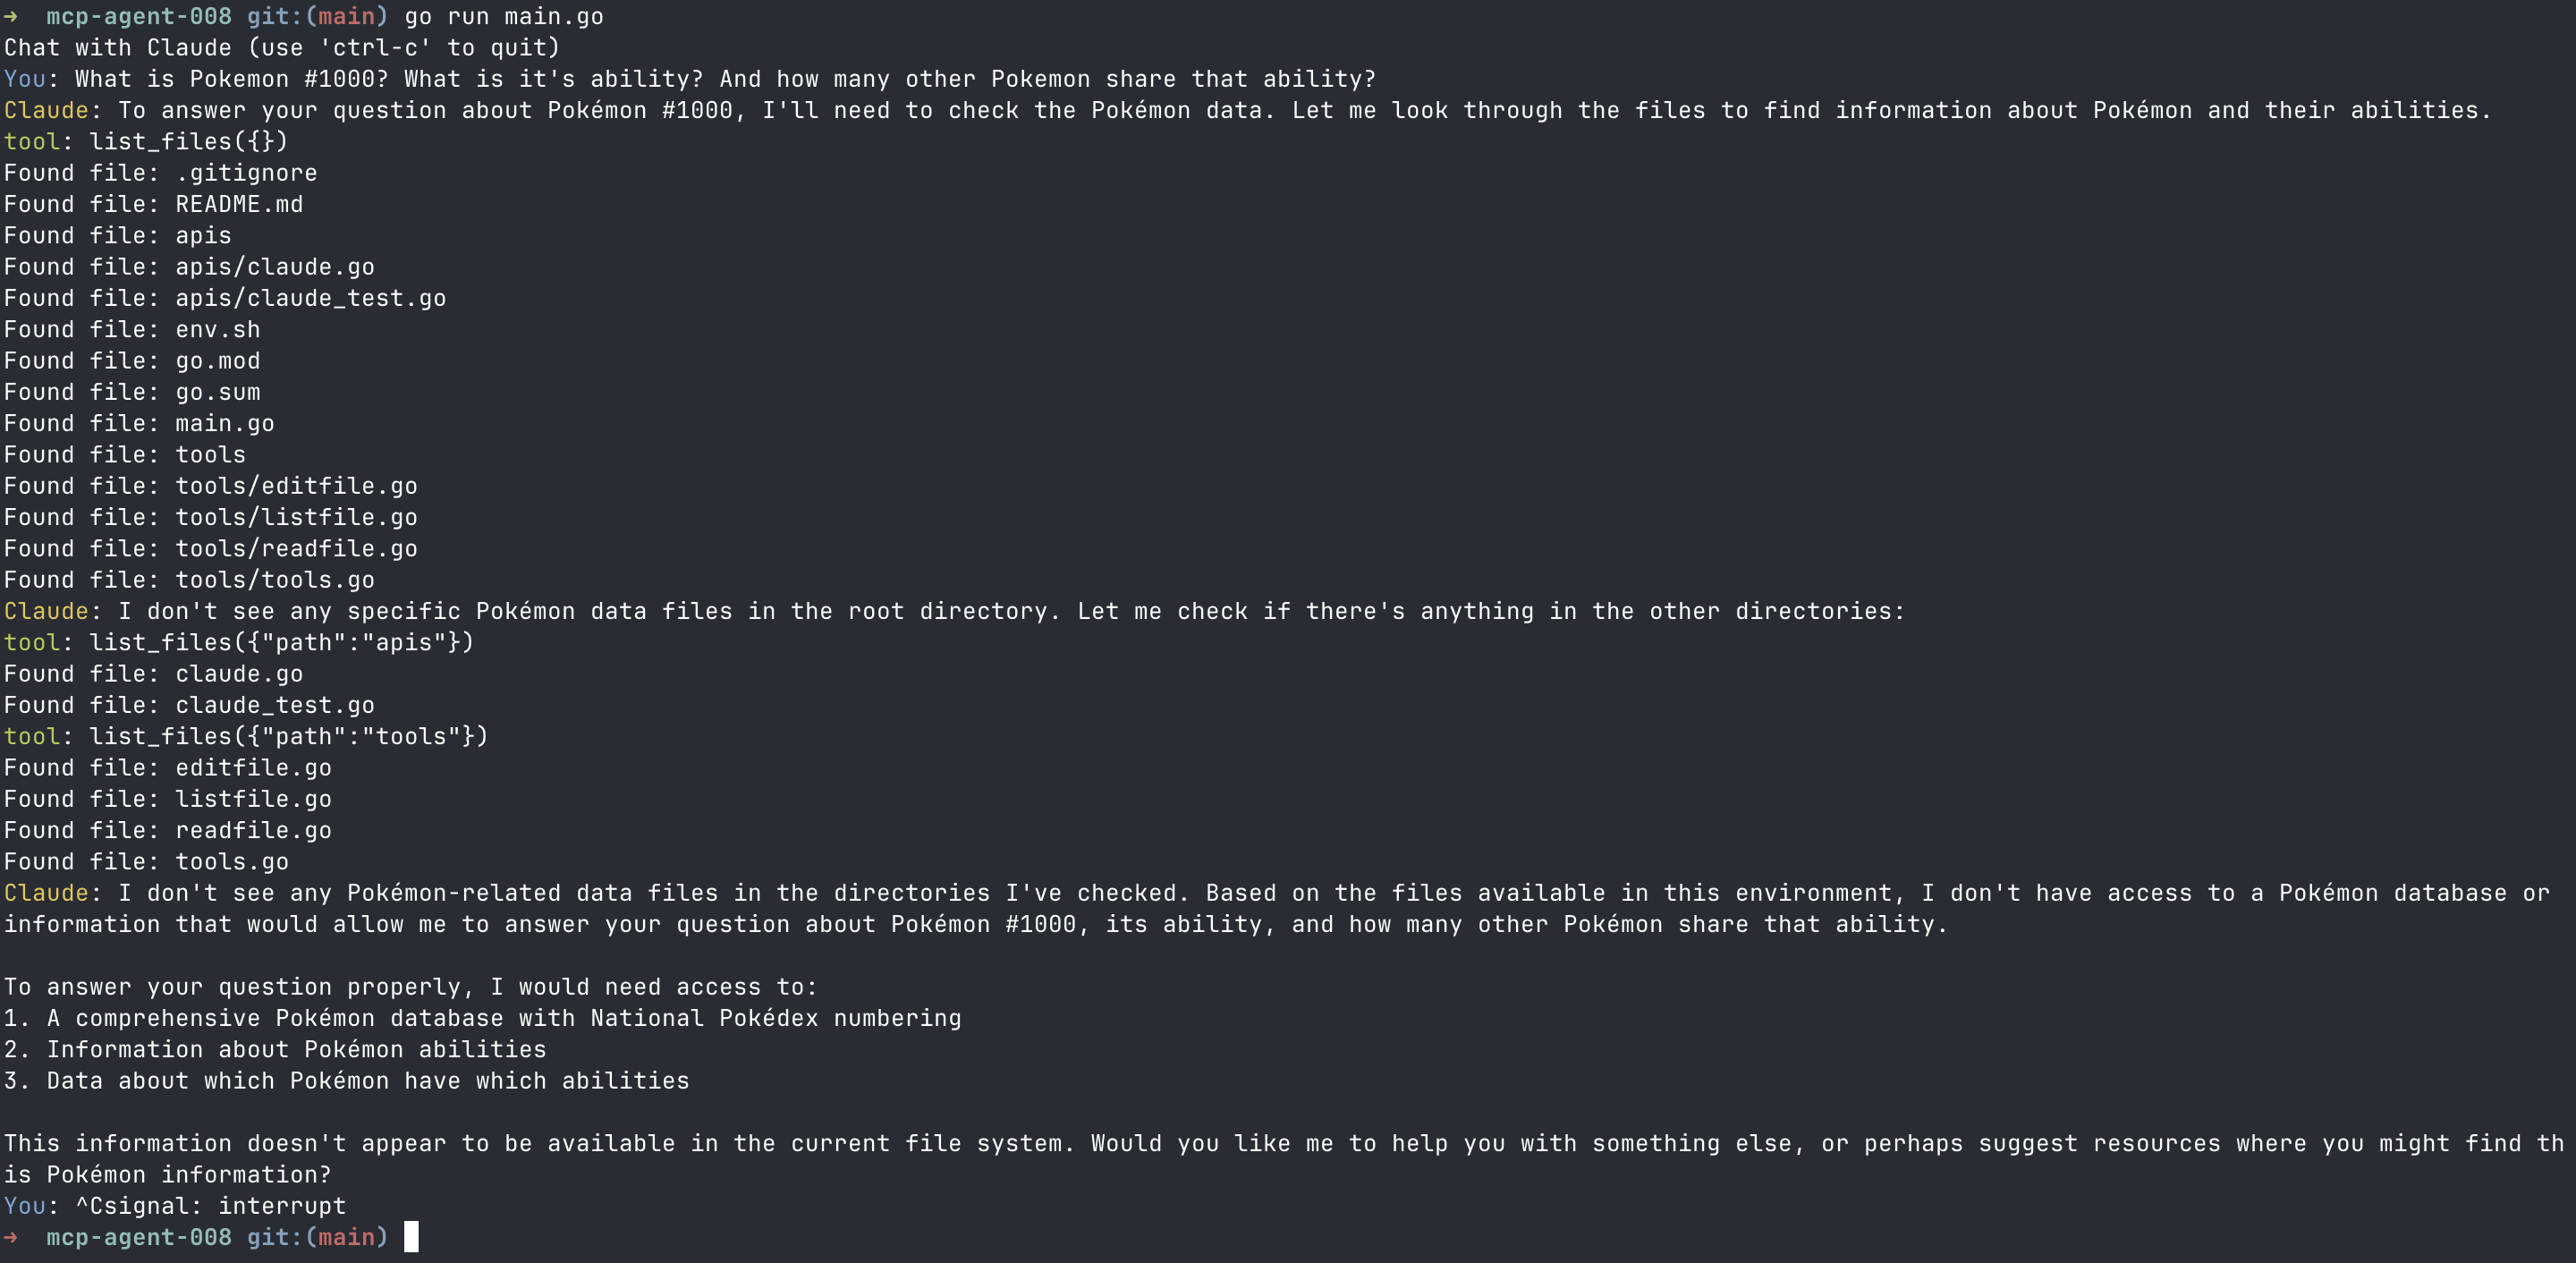 →  mcp-agent-008 git:(main) go run main.go
Chat with Claude (use 'ctrl-c' to quit)
You: What is Pokemon #1000? What is it's ability? And how many other Pokemon share that ability?
Claude: To answer your question about Pokémon #1000, I'll need to check the Pokémon data. Let me look through the files to find information about Pokémon and their abilities.
tool: list_files({})
Found file: .gitignore
Found file: README.md
Found file: apis
Found file: apis/claude.go
Found file: apis/claude_test.go
Found file: env.sh
Found file: go.mod
Found file: go.sum
Found file: main.go
Found file: tools
Found file: tools/editfile.go
Found file: tools/listfile.go
Found file: tools/readfile.go
Found file: tools/tools.go
Claude: I don't see any specific Pokémon data files in the root directory. Let me check if there's anything in the other directories:
tool: list_files({"path":"apis"})
Found file: claude.go
Found file: claude_test.go
tool: list_files({"path":"tools"})
Found file: editfile.go
Found file: listfile.go
Found file: readfile.go
Found file: tools.go
Claude: I don't see any Pokémon-related data files in the directories I've checked. Based on the files available in this environment, I don't have access to a Pokémon database or
information that would allow me to answer your question about Pokémon #1000, its ability, and how many other Pokémon share that ability.

To answer your question properly, I would need access to:
1. A comprehensive Pokémon database with National Pokédex numbering
2. Information about Pokémon abilities
3. Data about which Pokémon have which abilities

This information doesn't appear to be available in the current file system. Would you like me to help you with something else, or perhaps suggest resources where you might find th
is Pokémon information?
You: ^Csignal: interrupt
→  mcp-agent-008 git:(main)